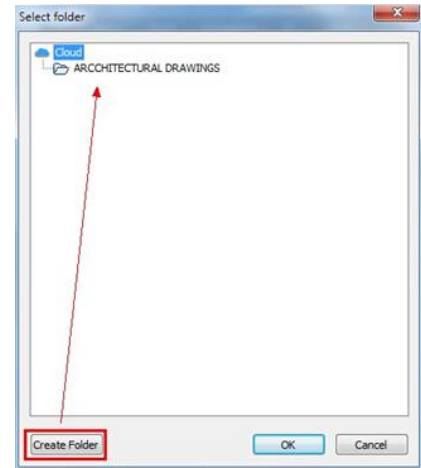 Select folder
Cloud
ARCCHITECTURAL DRAWINGS
Create Folder
OK
Cancel